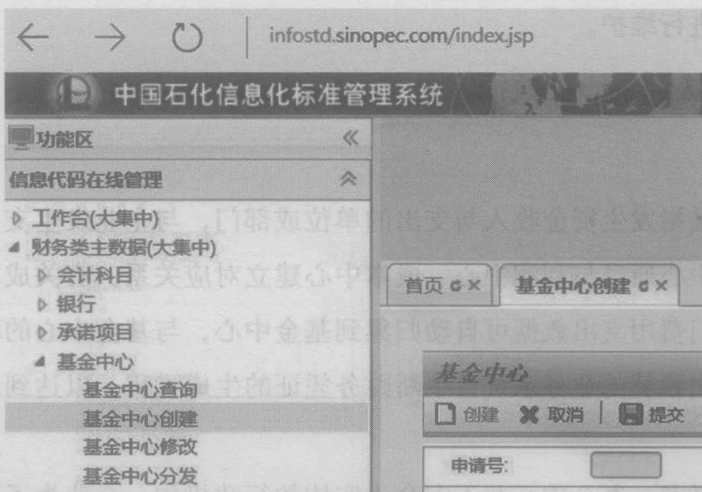 infostd.sinopec.com/index.jsp
中国石化信息化标准管理系统
功能区
信息代码在线管理
工作台(大集中)
财务类主数据(大集中)
会计科目
银行
承诺项目
基金中心
基金中心查询
基金中心创建
基金中心修改
基金中心分发
首页
基金中心创建
基金中心
创建 取消 提交
申请号: